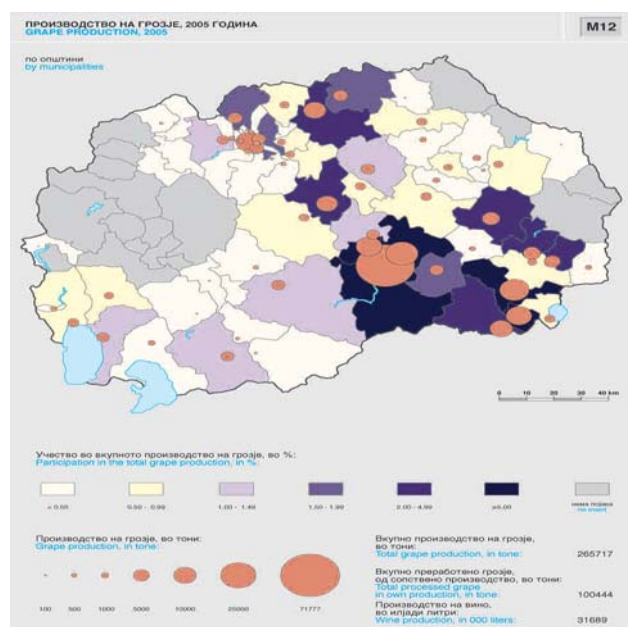 ПРОИЗВОДСТВО НА ГРОЗЈЕ, 2005 ГОДИНА
GRAPE PRODUCTION, 2005
M12
по општини
by municipalities
0 10 20 30 40 km
Учество во вкупното производство на грозје, во %:
Participation in the total grape production, in %:
< 0.50 0.50 - 0.99 1.00 - 1.49 1.50 - 1.99 2.00 - 4.99 ≥5.00 нема појава
no event
Производство на грозје, во тони:
Grape production, in tone:
100 500 1000 5000 10000 25000 71777
Вкупно производство на грозје,
во тони:
Total grape production, in tone: 265717
Вкупно преработено грозје,
од сопствено производство, во тони:
Total processed grape
in own production, in tone: 100444
Производство на вино,
во илјади литри:
Wine production, in 000 liters: 31689